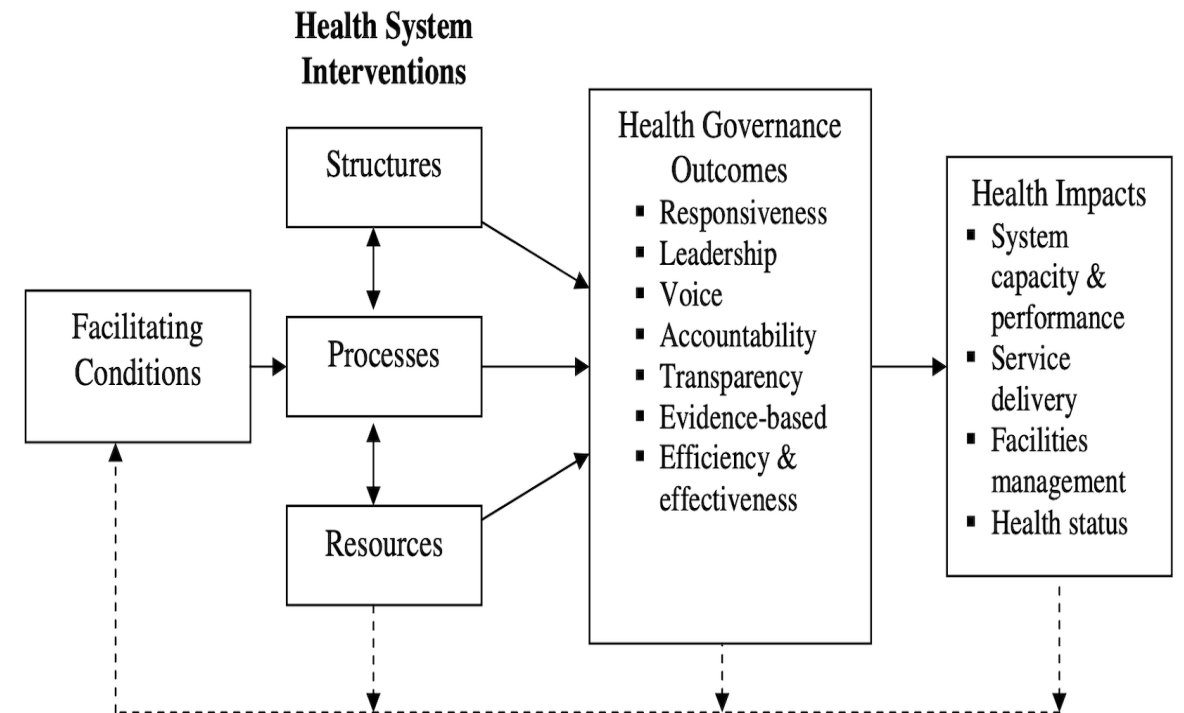 Health System
Interventions
Facilitating
Conditions
Structures
Processes
Resources
Health Governance
Outcomes
▪ Responsiveness
▪ Leadership
▪ Voice
▪ Accountability
▪ Transparency
▪ Evidence-based
▪ Efficiency &
effectiveness
Health Impacts
▪ System
capacity &
performance
▪ Service
delivery
▪ Facilities
management
▪ Health status